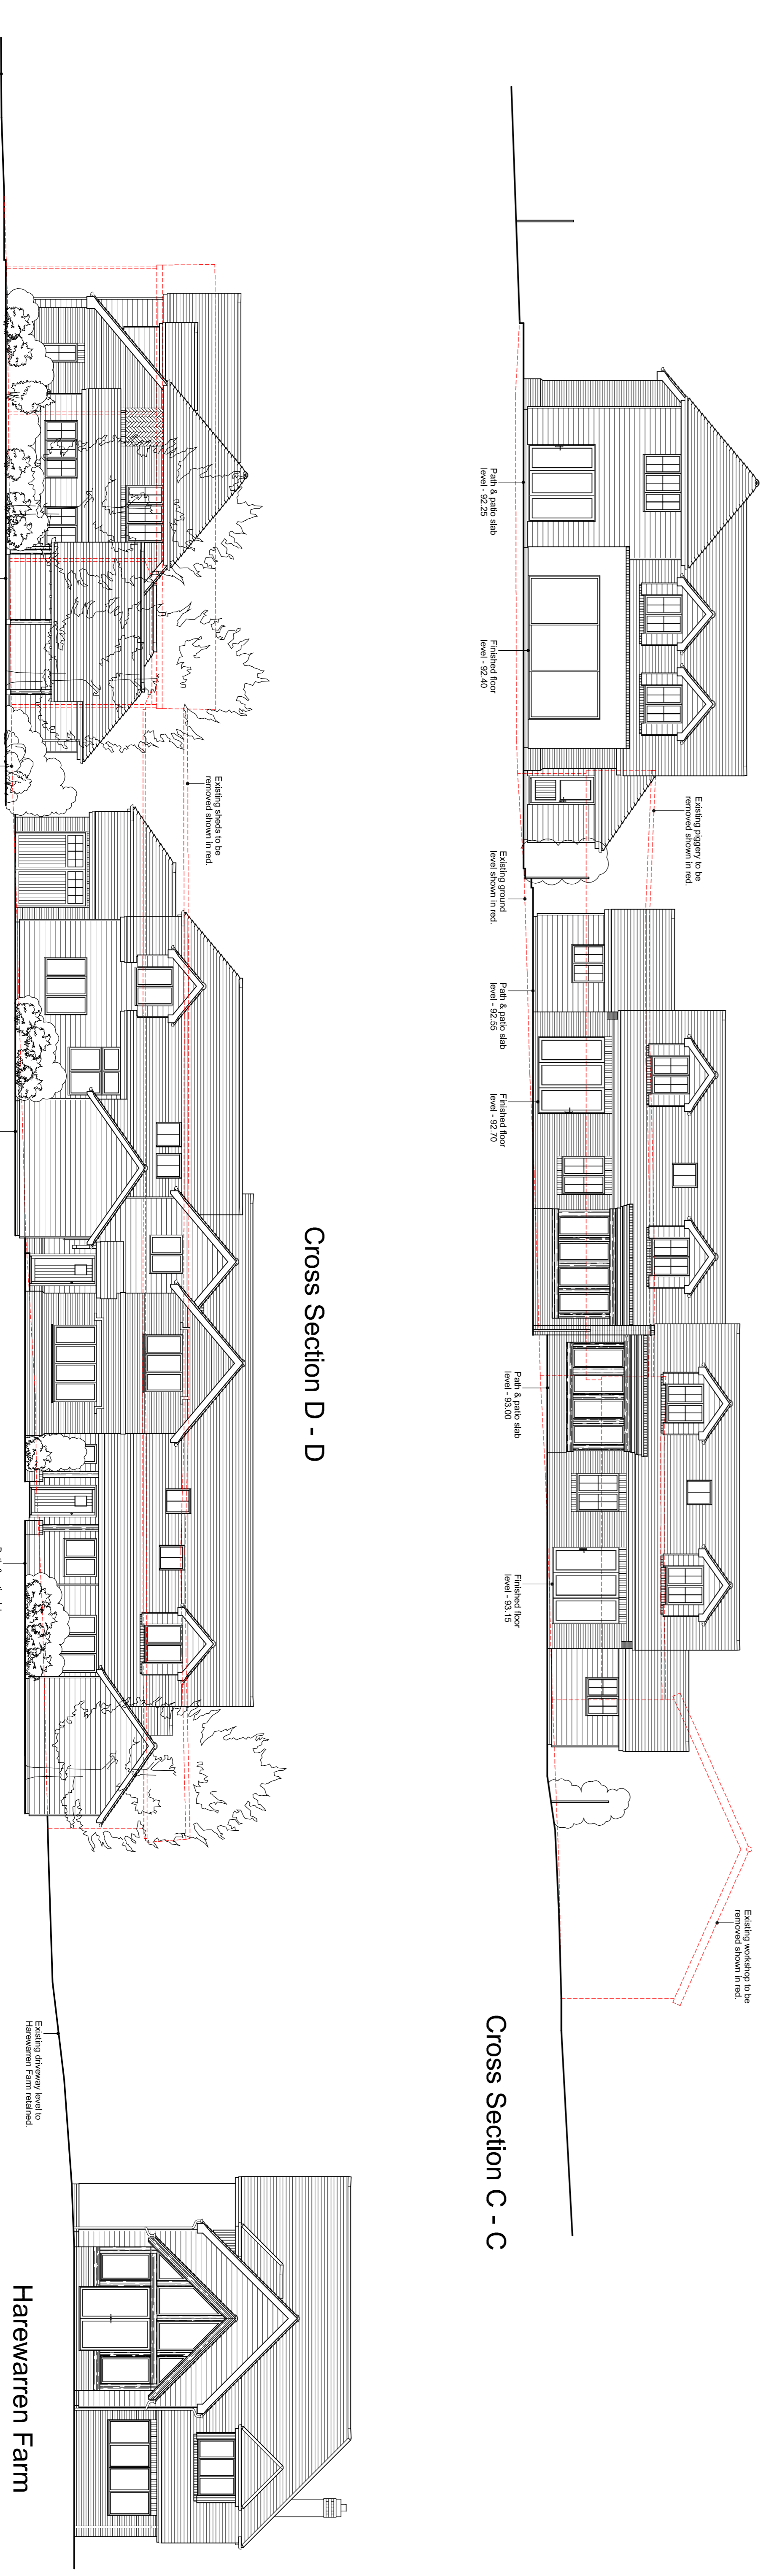 Existing piggery to be
removed shown in red.
Existing workshop to be
removed shown in red.
Path & patio slab
level - 92.25
Finished floor
level - 92.40
Existing ground
level shown in red.
Path & patio slab
level - 92.55
Finished floor
level - 92.70
Path & patio slab
level - 93.00
Finished floor
level - 93.15
Cross Section C - C
Existing sheds to be
removed shown in red.
Cross Section D - D
Existing driveway level to
Harewarren Farm retained.
Harewarren Farm